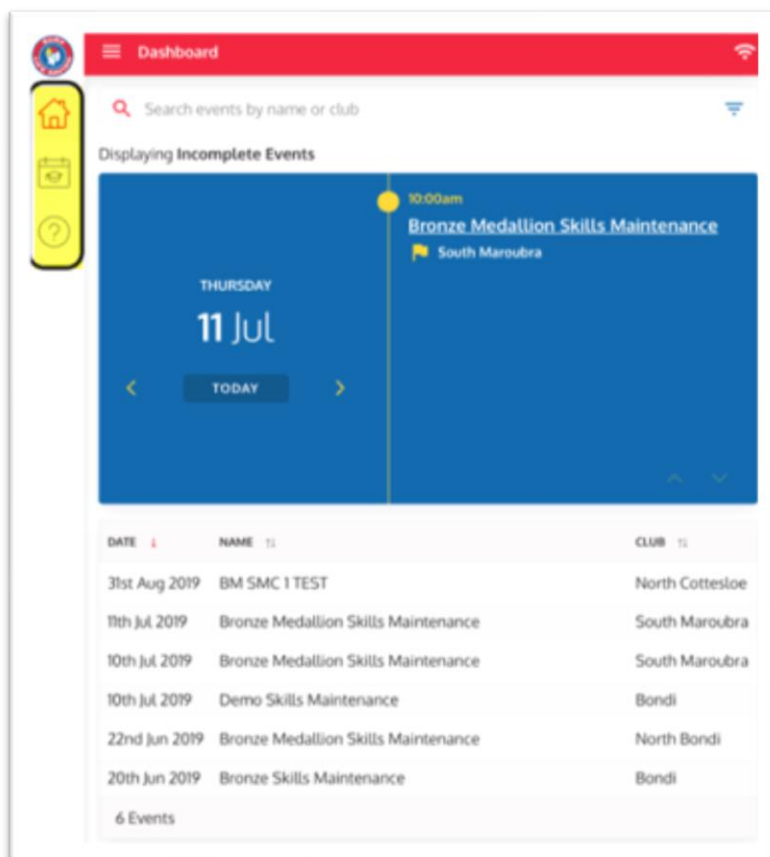 Dashboard
Search events by name or club
Displaying Incomplete Events
10:00am
Bronze Medallion Skills Maintenance
South Maroubra
THURSDAY
11 Jul
TODAY
DATE NAME CLUB
31st Aug 2019 BM SMC 1 TEST North Cottesloe
11th Jul 2019 Bronze Medallion Skills Maintenance South Maroubra
10th Jul 2019 Bronze Medallion Skills Maintenance South Maroubra
10th Jul 2019 Demo Skills Maintenance Bondi
22nd Jun 2019 Bronze Medallion Skills Maintenance North Bondi
20th Jun 2019 Bronze Skills Maintenance Bondi
6 Events